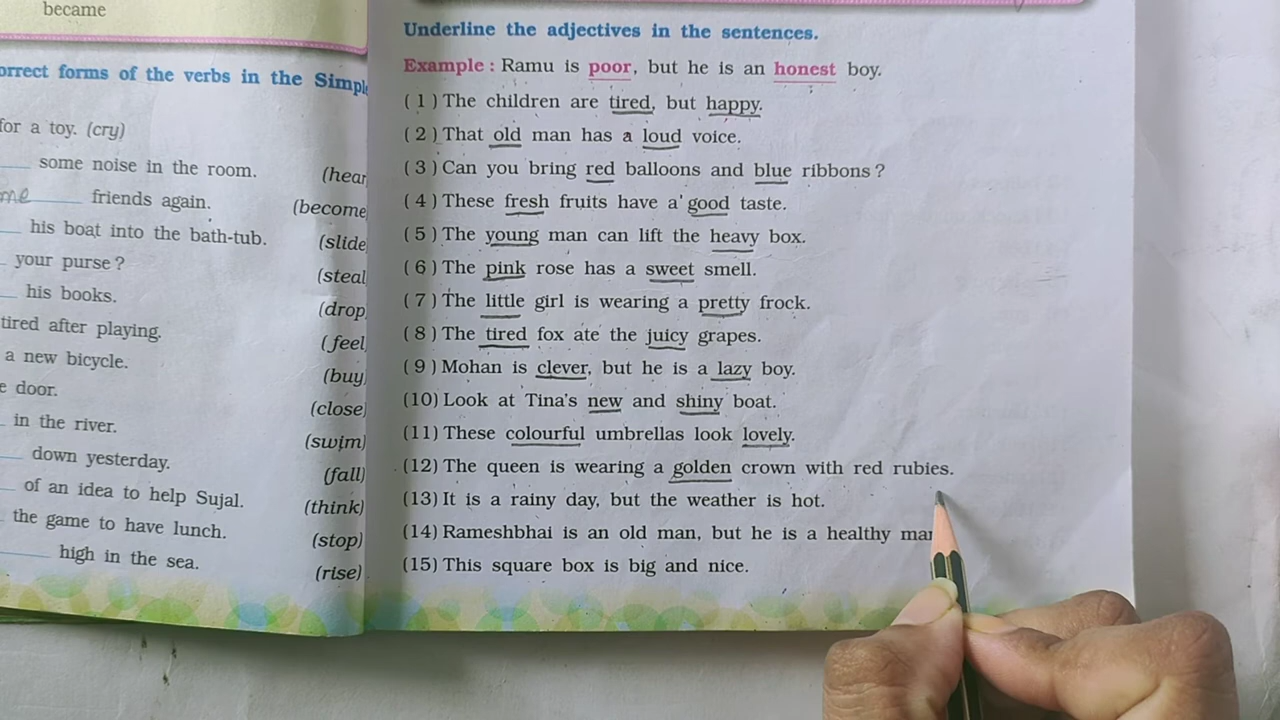 became
orrect forms of the verbs in the Simpl
for a toy. (cry)
some noise in the room. (hear
me friends again. (become
his boat into the bath-tub. (slide
your purse? (steal
his books. (drop
tired after playing. (feel
a new bicycle. (buy
e door. (close)
in the river. (swim)
down yesterday. (fall)
of an idea to help Sujal. (think)
the game to have lunch. (stop)
high in the sea. (rise)
Underline the adjectives in the sentences.
Example : Ramu is poor, but he is an honest boy.
( 1 ) The children are tired, but happy.
( 2 ) That old man has a loud voice.
( 3 ) Can you bring red balloons and blue ribbons?
( 4 ) These fresh fruits have a good taste.
( 5 ) The young man can lift the heavy box.
( 6 ) The pink rose has a sweet smell.
( 7 ) The little girl is wearing a pretty frock.
( 8 ) The tired fox ate the juicy grapes.
( 9 ) Mohan is clever, but he is a lazy boy.
(10) Look at Tina's new and shiny boat.
(11) These colourful umbrellas look lovely.
(12) The queen is wearing a golden crown with red rubies.
(13) It is a rainy day, but the weather is hot.
(14) Rameshbhai is an old man, but he is a healthy man
(15) This square box is big and nice.